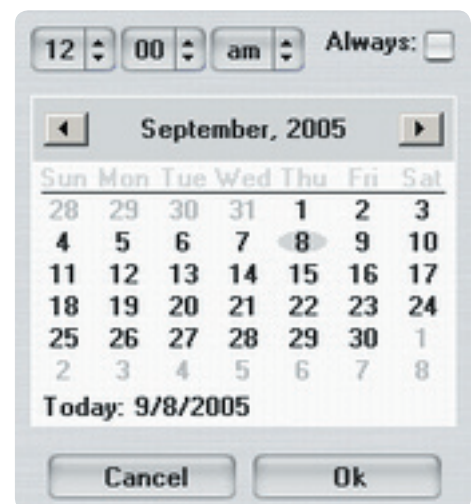 12 00 am Always:
September, 2005
Sun Mon Tue Wed Thu Fri Sat
28 29 30 31 1 2 3
4 5 6 7 8 9 10
11 12 13 14 15 16 17
18 19 20 21 22 23 24
25 26 27 28 29 30 1
2 3 4 5 6 7 8
Today: 9/8/2005
Cancel Ok